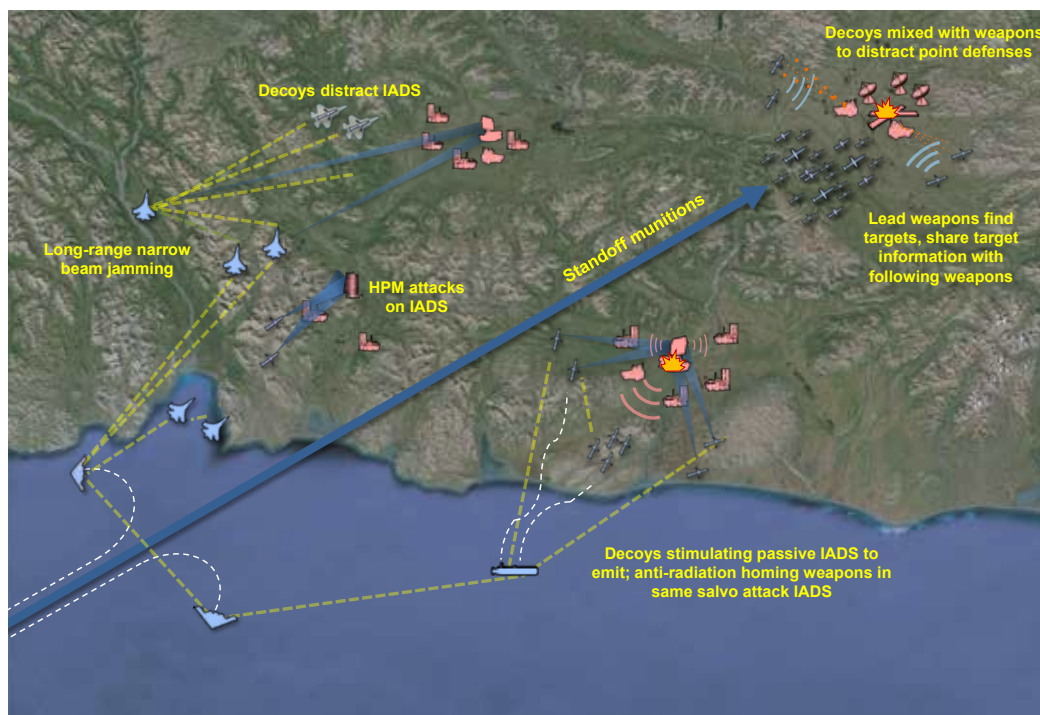 Decoys mixed with weapons
to distract point defenses
Decoys distract IADS
Long-range narrow
beam jamming
HPM attacks
on IADS
Standoff munitions
Lead weapons find
targets, share target
information with
following weapons
Decoys stimulating passive IADS to
emit; anti-radiation homing weapons in
same salvo attack IADS